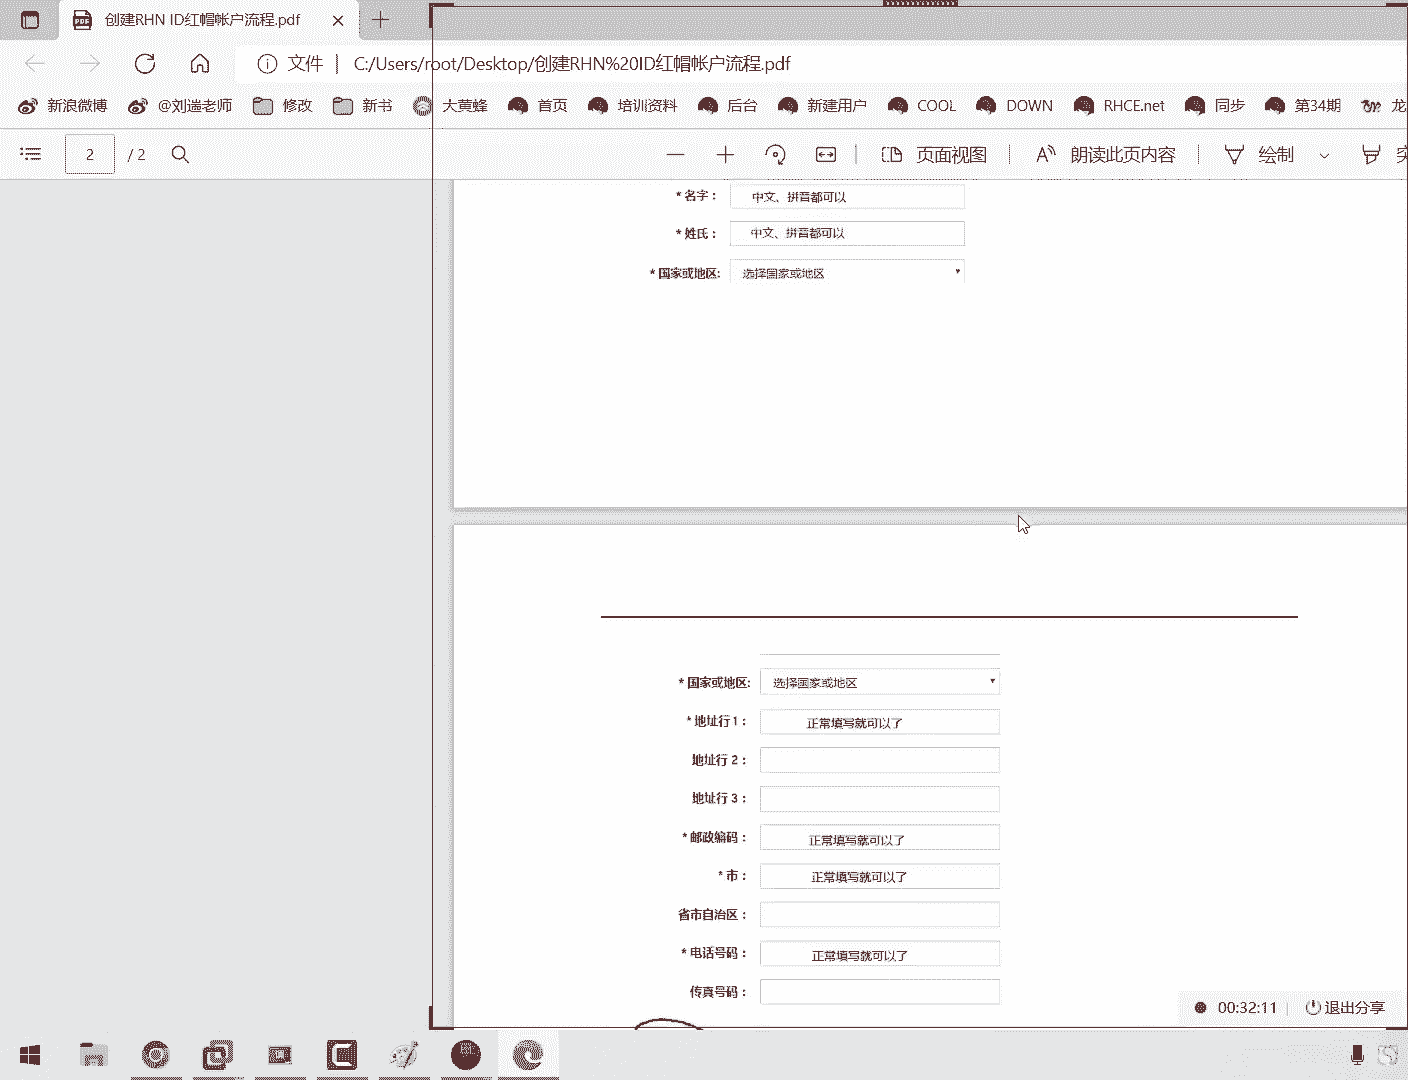 创建RHN ID红帽帐户流程.pdf
文件 | C:/Users/root/Desktop/创建RHN%20ID红帽帐户流程.pdf
新浪微博 @刘遄老师 修改 新书 大黄蜂 首页 培训资料 后台 新建用户 COOL DOWN RHCE.net 同步 第34期 龙
2 / 2 页面视图 朗读此页内容 绘制 突
* 名字： 中文、拼音都可以
* 姓氏： 中文、拼音都可以
* 国家或地区: 选择国家或地区
* 国家或地区: 选择国家或地区
* 地址行 1： 正常填写就可以了
地址行 2：
地址行 3：
* 邮政编码： 正常填写就可以了
* 市： 正常填写就可以了
省市自治区：
* 电话号码： 正常填写就可以了
传真号码：
00:32:11 退出分享